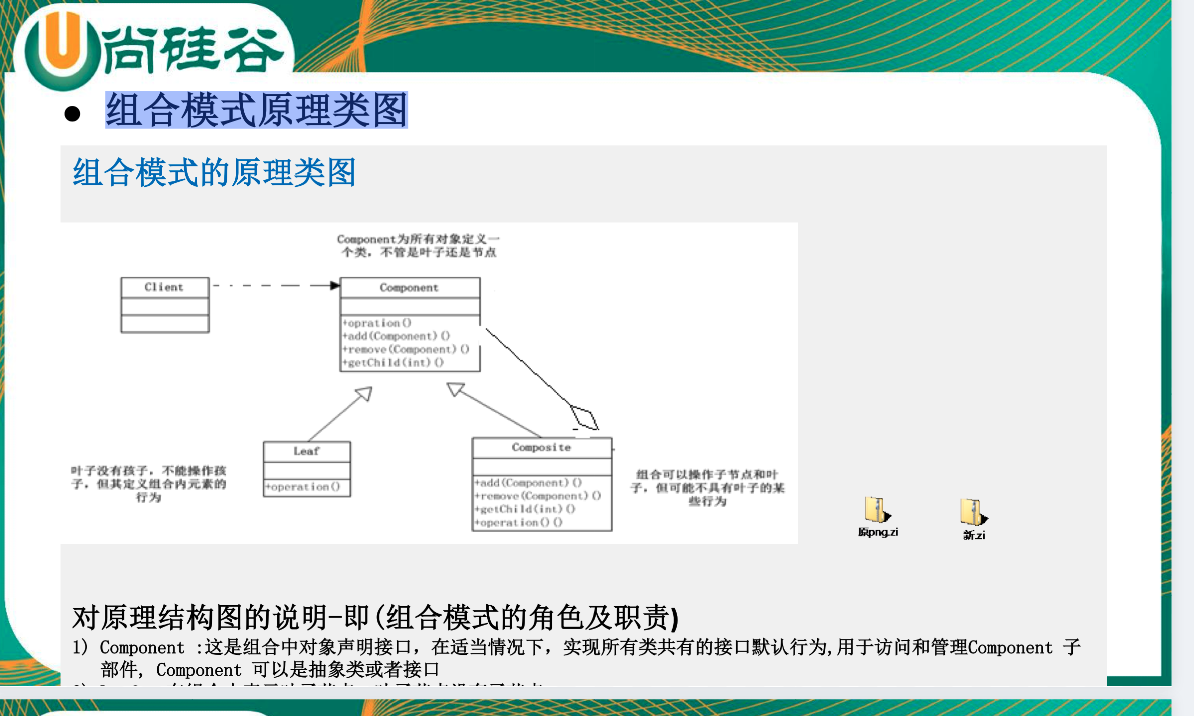 尚硅谷
● 组合模式原理类图
组合模式的原理类图
Component为所有对象定义一
个类，不管是叶子还是节点
Client
Component
+opration()
+add(Component)()
+remove(Component)()
+getChild(int)()
Leaf
+operation()
叶子没有孩子，不能操作孩
子，但其定义组合内元素的
行为
Composite
+add(Component)()
+remove(Component)()
+getChild(int)()
+operation()()
组合可以操作子节点和叶
子，但可能不具有叶子的某
些行为
原png.zi
新.zi
对原理结构图的说明-即(组合模式的角色及职责)
1) Component :这是组合中对象声明接口，在适当情况下，实现所有类共有的接口默认行为,用于访问和管理Component 子
部件, Component 可以是抽象类或者接口